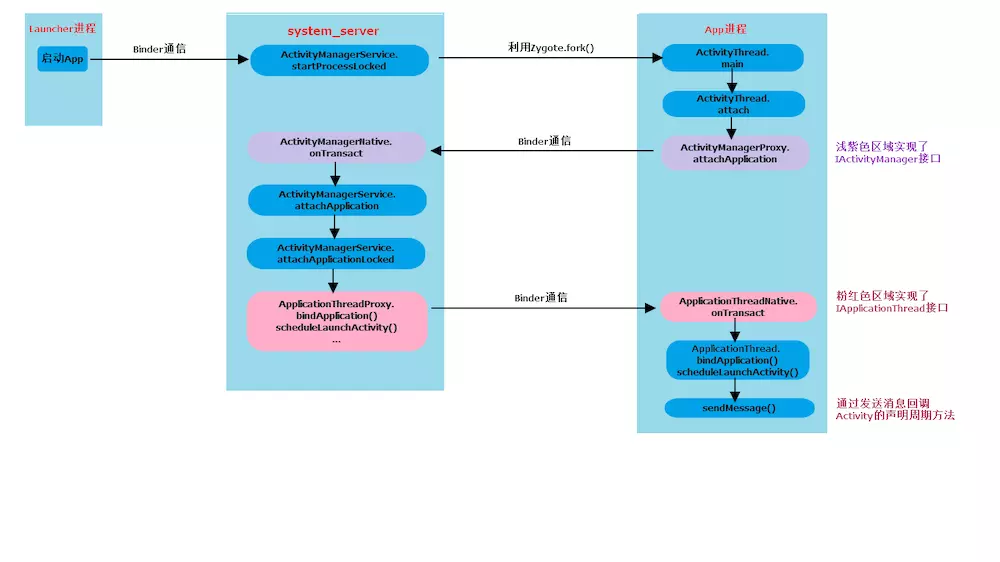 Launcher进程
启动App
Binder通信
system_server
ActivityManagerService.
startProcessLocked
利用Zygote.fork()
App进程
ActivityThread.
main
ActivityThread.
attach
ActivityManagerProxy.
attachApplication
浅紫色区域实现了
IActivityManager接口
Binder通信
ActivityManagerNative.
onTransact
ActivityManagerService.
attachApplication
ActivityManagerService.
attachApplicationLocked
ApplicationThreadProxy.
bindApplication()
scheduleLaunchActivity()
...
Binder通信
ApplicationThreadNative.
onTransact
粉红色区域实现了
IApplicationThread接口
ApplicationThread.
bindApplication()
scheduleLaunchActivity()
sendMessage()
通过发送消息回调
Activity的声明周期方法